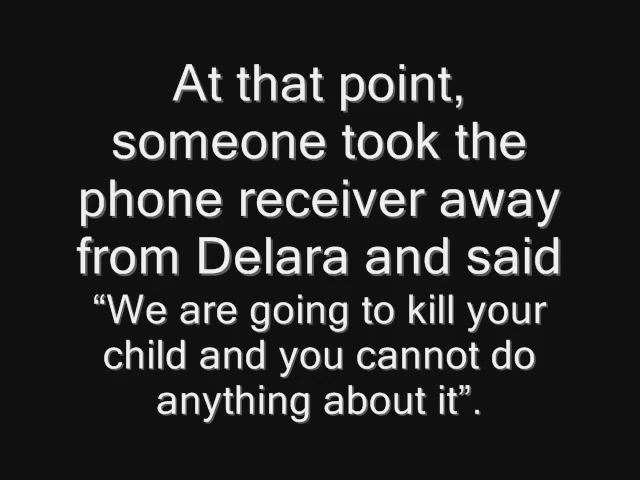 At that point,
someone took the
phone receiver away
from Delara and said
“We are going to kill your
child and you cannot do
anything about it”.